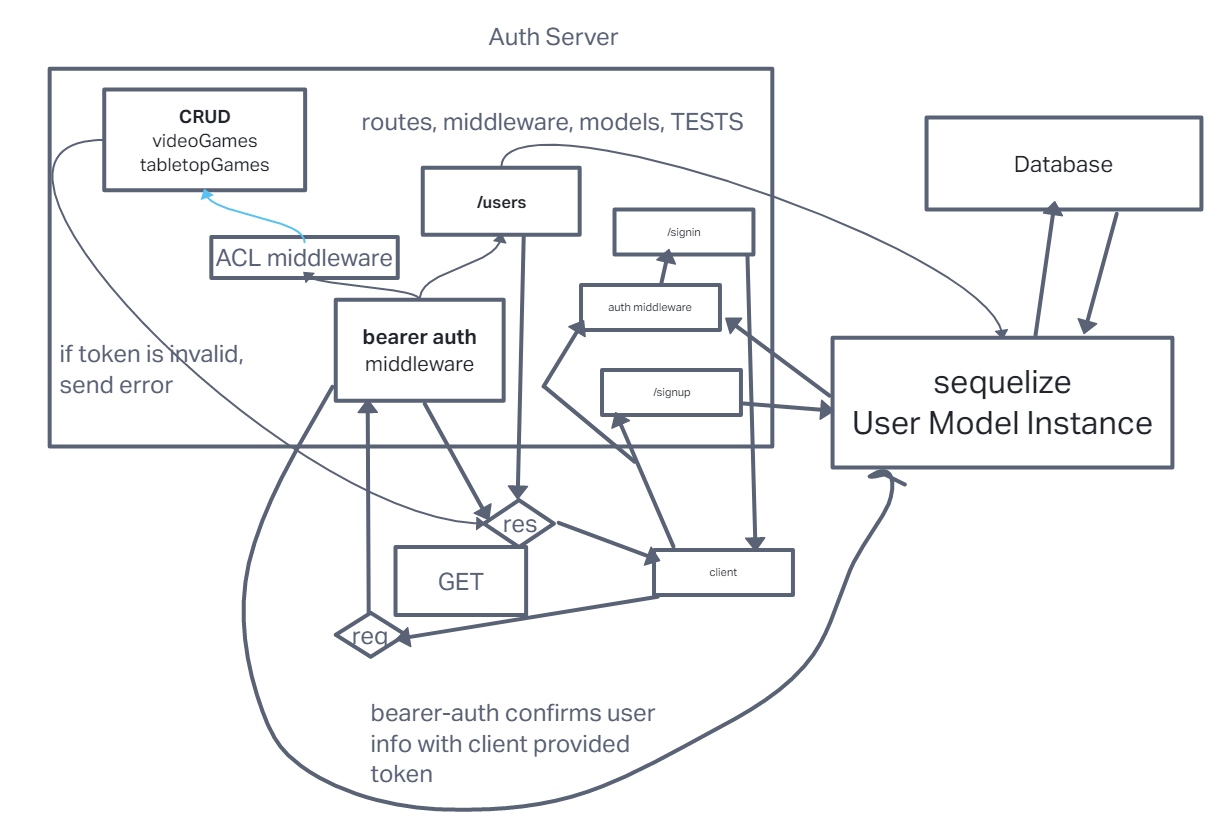 Auth Server
CRUD
videoGames
tabletopGames
routes, middleware, models, TESTS
Database
/users
/signin
ACL middleware
auth middleware
bearer auth
middleware
if token is invalid,
send error
/signup
sequelize
User Model Instance
res
GET
client
req
bearer-auth confirms user
info with client provided
token